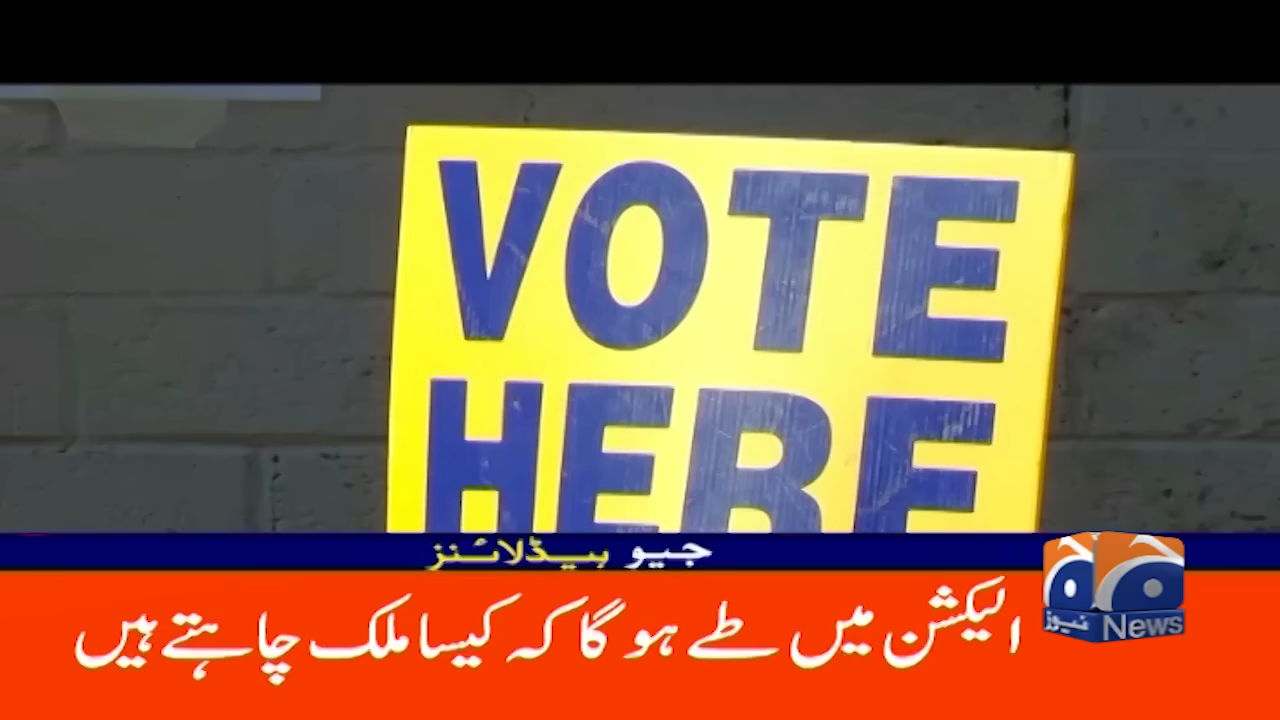 VOTE
HERE
جیو ہیڈلائنز
الیکشن میں طے ہو گا کہ کیسا ملک چاہتے ہیں
نیوز News